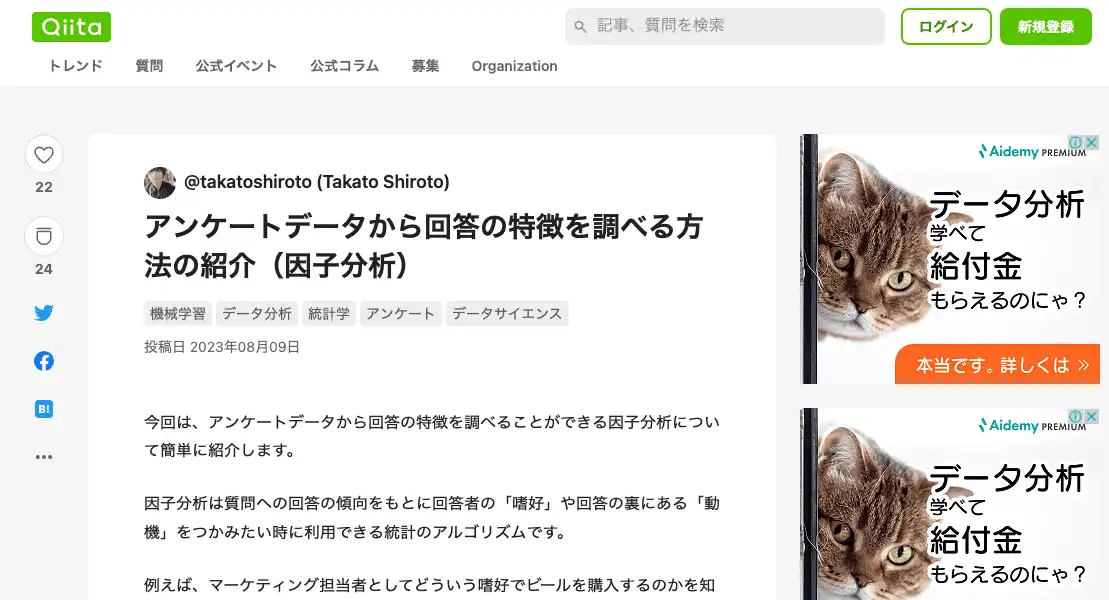 Qiita
記事、質問を検索
ログイン
新規登録
トレンド
質問
公式イベント
公式コラム
募集
Organization
22
24
B!
@takatoshiroto (Takato Shiroto)
アンケートデータから回答の特徴を調べる方
法の紹介（因子分析）
機械学習 データ分析 統計学 アンケート データサイエンス
投稿日 2023年08月09日
今回は、アンケートデータから回答の特徴を調べることができる因子分析につい
て簡単に紹介します。
因子分析は質問への回答の傾向をもとに回答者の「嗜好」や回答の裏にある「動
機」をつかみたい時に利用できる統計のアルゴリズムです。
例えば、マーケティング担当者としてどういう嗜好でビールを購入するのかを知
Aidemy PREMIUM
データ分析
学べて
給付金
もらえるのにゃ？
本当です。詳しくは »
Aidemy PREMIUM
データ分析
学べて
給付金
もらえるのにゃ？